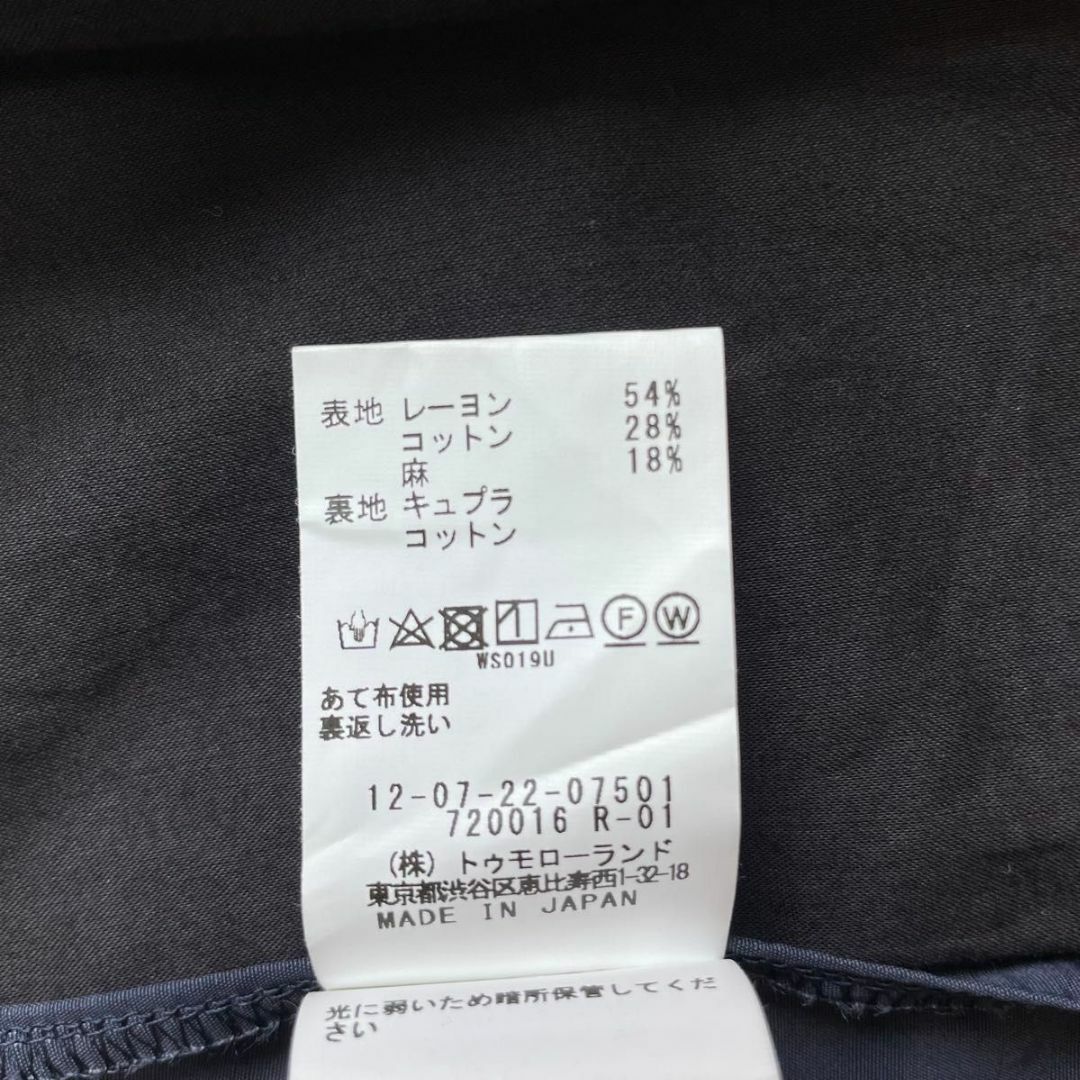 表地 レーヨン 54%
コットン 28%
麻 18%
裏地 キュプラ
コットン
F W
WS019U
あて布使用
裏返し洗い
12-07-22-07501
720016 R-01
(株) トゥモローランド
東京都渋谷区恵比寿西1-32-18
MADE IN JAPAN
光に弱いため暗所保管してくだ
さい